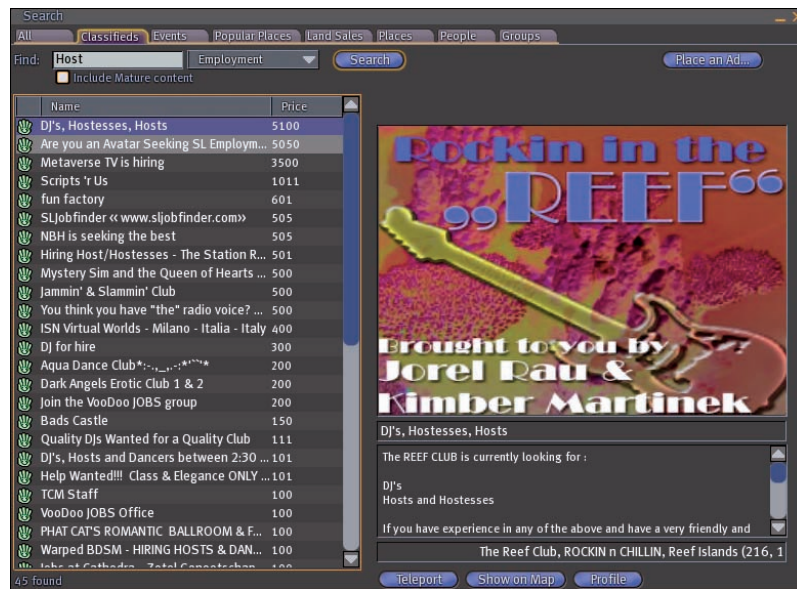 Search
All Classifieds Events Popular Places Land Sales Places People Groups
Find: Host Employment Search Place an Ad...
Include Mature content
Name Price
DJ's, Hostesses, Hosts 5100
Are you an Avatar Seeking SL Employm... 5050
Metaverse TV is hiring 3500
Scripts 'r Us 1011
fun factory 601
SLJobfinder « www.sljobfinder.com» 505
NBH is seeking the best 505
Hiring Host/Hostesses - The Station R... 501
Mystery Sim and the Queen of Hearts ... 500
Jammin' & Slammin' Club 500
You think you have "the" radio voice? ... 500
ISN Virtual Worlds - Milano - Italia - Italy 400
DJ for hire 300
Aqua Dance Club*:-.,_,.-:*'``'* 200
Dark Angels Erotic Club 1 & 2 200
Join the VooDoo JOBS group 200
Bads Castle 150
Quality DJs Wanted for a Quality Club 111
DJ's, Hosts and Dancers between 2:30 ... 101
Help Wanted!!! Class & Elegance ONLY ... 101
TCM Staff 100
VooDoo JOBS Office 100
PHAT CAT'S ROMANTIC BALLROOM & F... 100
Warped BDSM - HIRING HOSTS & DAN... 100
45 found
Rockin in the
„REEF“
Brought to you by
Jorel Rau &
Kimber Martinek
DJ's, Hostesses, Hosts
The REEF CLUB is currently looking for :
DJ's
Hosts and Hostesses
If you have experience in any of the above and have a very friendly and
The Reef Club, ROCKIN n CHILLIN, Reef Islands (216, 1
Teleport Show on Map Profile